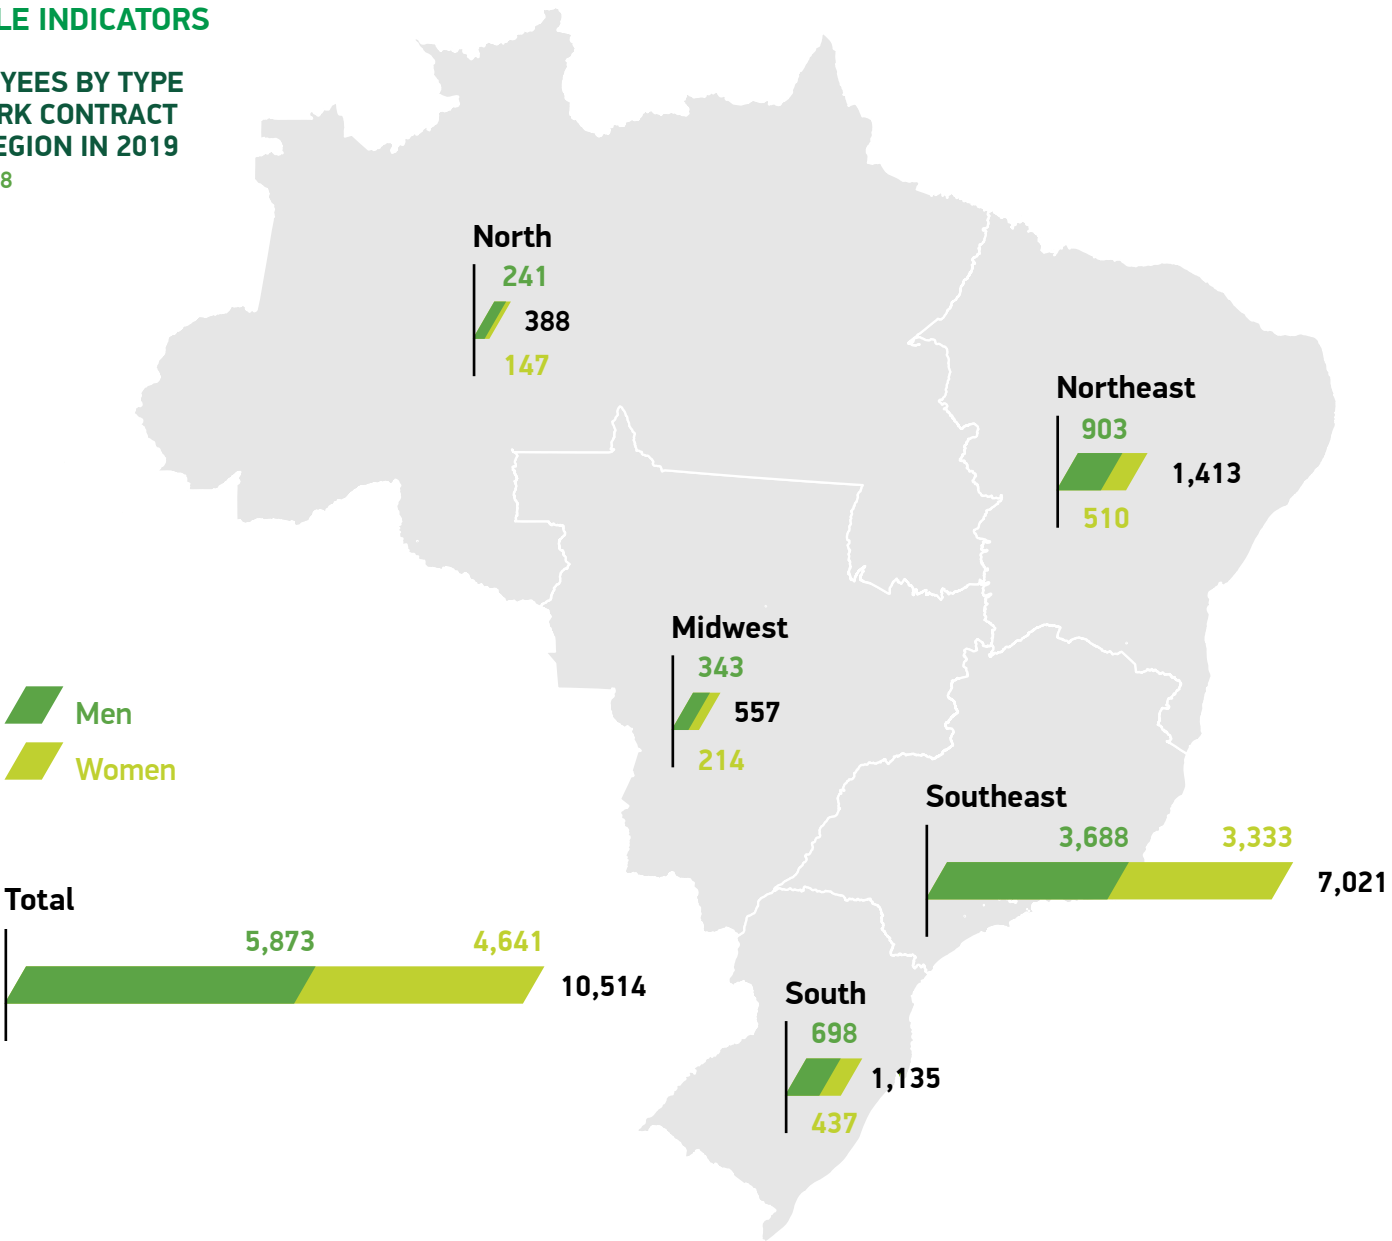 LE INDICATORS
YEES BY TYPE
RK CONTRACT
EGION IN 2019
8
North
241
388
147
Northeast
903
1,413
510
Midwest
343
557
214
Men
Women
Southeast
3,688 3,333
7,021
Total
5,873 4,641
10,514
South
698
1,135
437